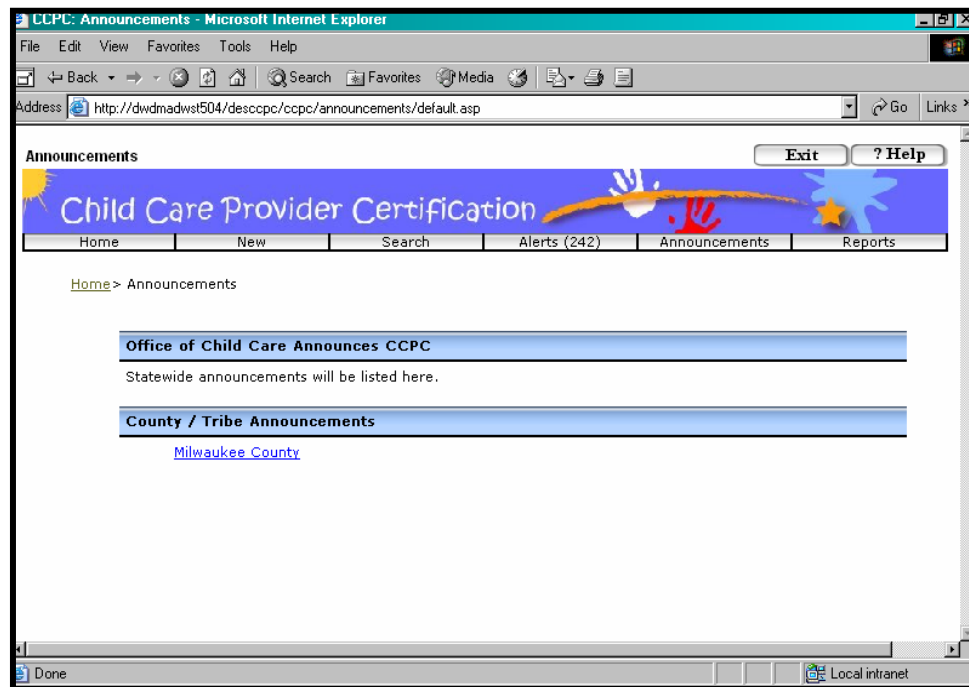 CCPC: Announcements - Microsoft Internet Explorer
File Edit View Favorites Tools Help
Back Search Favorites Media
Address http://dwdmadwst504/desccpc/ccpc/announcements/default.asp Go Links
Announcements Exit ? Help
Child Care Provider Certification
Home New Search Alerts (242) Announcements Reports
Home > Announcements
Office of Child Care Announces CCPC
Statewide announcements will be listed here.
County / Tribe Announcements
Milwaukee County
Done Local intranet